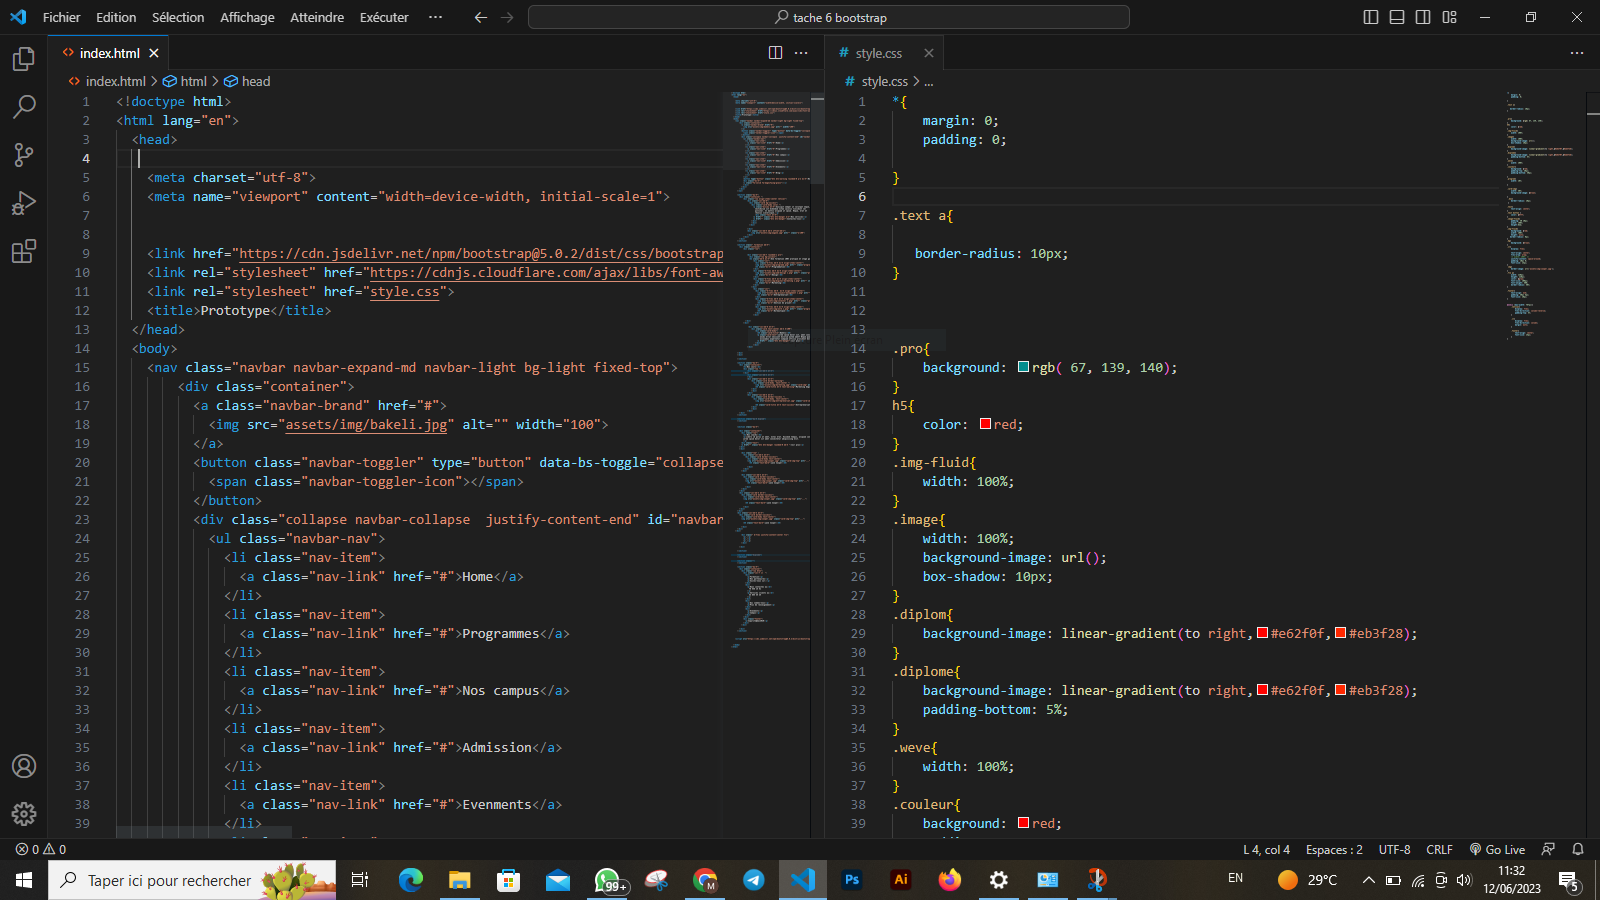 Fichier Edition Sélection Affichage Atteindre Exécuter ··· tache 6 bootstrap
index.html
index.html > html > head
1 <!doctype html>
2 <html lang="en">
3 <head>
4
5 <meta charset="utf-8">
6 <meta name="viewport" content="width=device-width, initial-scale=1">
7
8
9 <link href="https://cdn.jsdelivr.net/npm/bootstrap@5.0.2/dist/css/bootstrap
10 <link rel="stylesheet" href="https://cdnjs.cloudflare.com/ajax/libs/font-aw
11 <link rel="stylesheet" href="style.css">
12 <title>Prototype</title>
13 </head>
14 <body>
15 <nav class="navbar navbar-expand-md navbar-light bg-light fixed-top">
16 <div class="container">
17 <a class="navbar-brand" href="#">
18 <img src="assets/img/bakeli.jpg" alt="" width="100">
19 </a>
20 <button class="navbar-toggler" type="button" data-bs-toggle="collapse
21 <span class="navbar-toggler-icon"></span>
22 </button>
23 <div class="collapse navbar-collapse  justify-content-end" id="navbar
24 <ul class="navbar-nav">
25 <li class="nav-item">
26 <a class="nav-link" href="#">Home</a>
27 </li>
28 <li class="nav-item">
29 <a class="nav-link" href="#">Programmes</a>
30 </li>
31 <li class="nav-item">
32 <a class="nav-link" href="#">Nos campus</a>
33 </li>
34 <li class="nav-item">
35 <a class="nav-link" href="#">Admission</a>
36 </li>
37 <li class="nav-item">
38 <a class="nav-link" href="#">Evenments</a>
39 </li>
# style.css
# style.css > ...
1 *{
2 margin: 0;
3 padding: 0;
4
5 }
6
7 .text a{
8
9 border-radius: 10px;
10 }
11
12
13
14 .pro{
15 background: rgb( 67, 139, 140);
16 }
17 h5{
18 color: red;
19 }
20 .img-fluid{
21 width: 100%;
22 }
23 .image{
24 width: 100%;
25 background-image: url();
26 box-shadow: 10px;
27 }
28 .diplom{
29 background-image: linear-gradient(to right, #e62f0f, #eb3f28);
30 }
31 .diplome{
32 background-image: linear-gradient(to right, #e62f0f, #eb3f28);
33 padding-bottom: 5%;
34 }
35 .weve{
36 width: 100%;
37 }
38 .couleur{
39 background: red;
0 0 L 4, col 4 Espaces : 2 UTF-8 CRLF Go Live
Taper ici pour rechercher 99+ M Ps Ai EN 29°C 11:32
12/06/2023 5